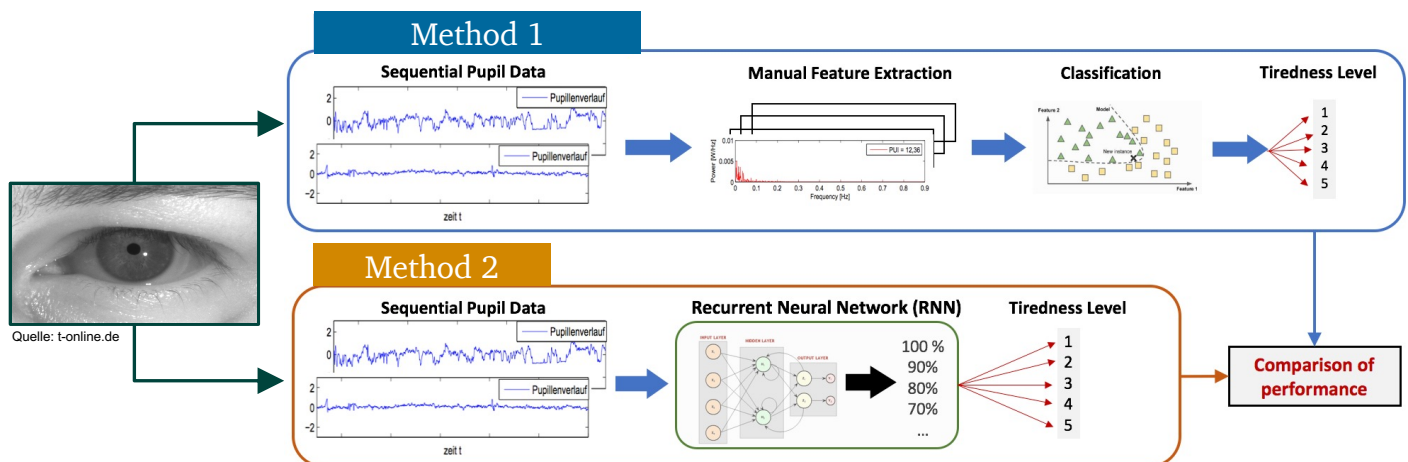 Method 1
Sequential Pupil Data
Manual Feature Extraction
Classification
Tiredness Level
2
0
Pupillenverlauf
2
0
-2
Pupillenverlauf
zeit t
0.01
0.005
0
Power [W/Hz]
PUI = 12,36
0 0.1 0.2 0.3 0.4 0.5 0.6 0.7 0.8 0.9
Frequency [Hz]
Feature 2
Model
New instance
Feature 1
1
2
3
4
5
Quelle: t-online.de
Method 2
Sequential Pupil Data
Recurrent Neural Network (RNN)
Tiredness Level
2
0
Pupillenverlauf
2
0
-2
Pupillenverlauf
zeit t
INPUT LAYER
HIDDEN LAYER
OUTPUT LAYER
100 %
90%
80%
70%
...
1
2
3
4
5
Comparison of
performance